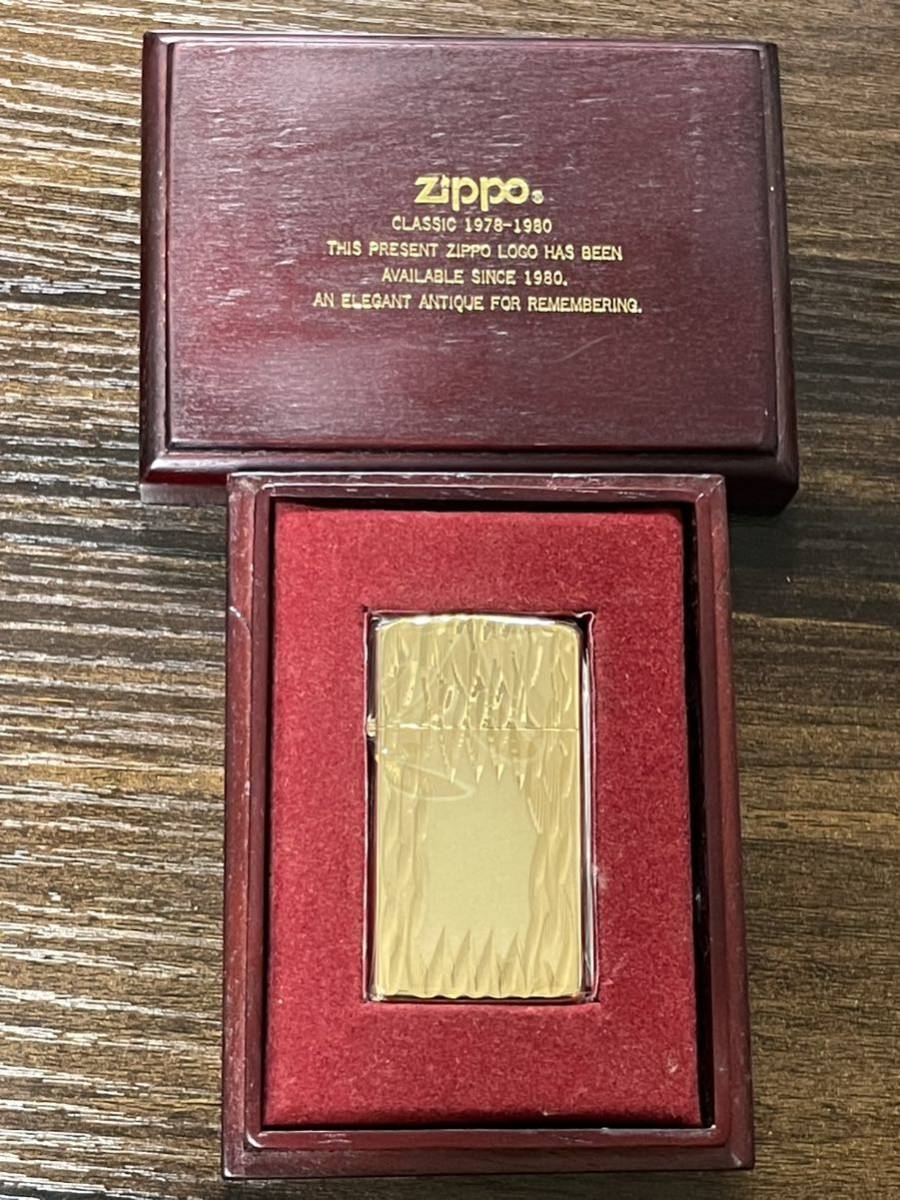 Zippo®
CLASSIC 1978-1980
THIS PRESENT ZIPPO LOGO HAS BEEN
AVAILABLE SINCE 1980.
AN ELEGANT ANTIQUE FOR REMEMBERING.